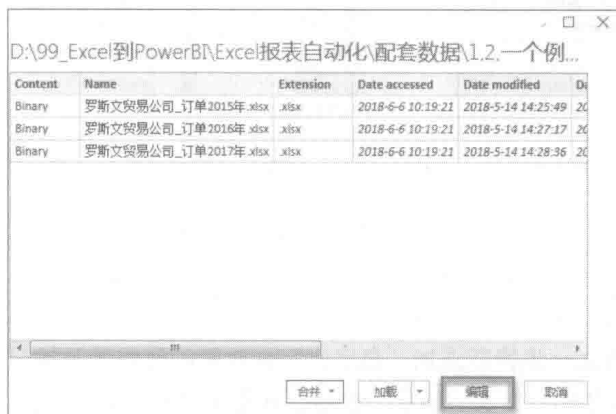 D:\99_Excel到PowerBI\Excel报表自动化\配套数据\1.2.一个例...
Content Name Extension Date accessed Date modified Da
Binary 罗斯文贸易公司_订单2015年.xlsx .xlsx 2018-6-6 10:19:21 2018-5-14 14:25:49 20
Binary 罗斯文贸易公司_订单2016年.xlsx .xlsx 2018-6-6 10:19:21 2018-5-14 14:27:17 20
Binary 罗斯文贸易公司_订单2017年.xlsx .xlsx 2018-6-6 10:19:21 2018-5-14 14:28:36 20
合并 加载 编辑 取消